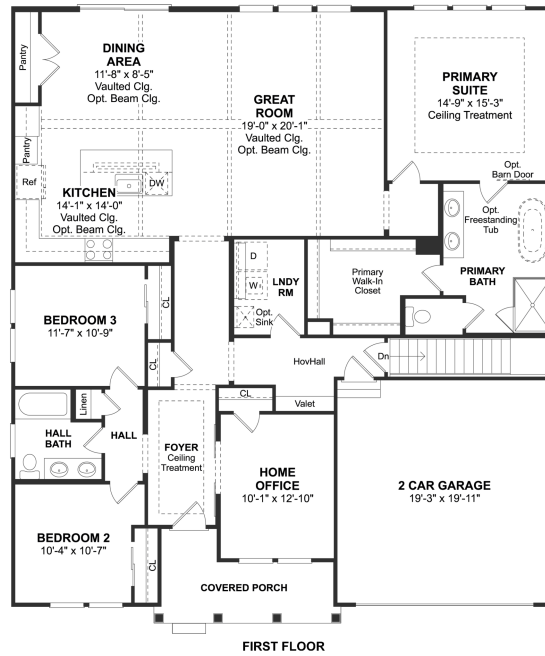 Pantry
DINING
AREA
11'-8" x 8'-5"
Vaulted Clg.
Opt. Beam Clg.
GREAT
ROOM
19'-0" x 20'-1"
Vaulted Clg.
Opt. Beam Clg.
PRIMARY
SUITE
14'-9" x 15'-3"
Ceiling Treatment
Opt.
Barn Door
Pantry
Ref
DW
KITCHEN
14'-1" x 14'-0"
Vaulted Clg.
Opt. Beam Clg.
Opt.
Freestanding
Tub
PRIMARY
BATH
D
W
Opt.
Sink
LNDY
RM
Primary
Walk-In
Closet
BEDROOM 3
11'-7" x 10'-9"
CL
CL
HovHall
Dn
CL
Valet
Linen
HALL
BATH
HALL
FOYER
Ceiling
Treatment
HOME
OFFICE
10'-1" x 12'-10"
2 CAR GARAGE
19'-3" x 19'-11"
BEDROOM 2
10'-4" x 10'-7"
CL
COVERED PORCH
FIRST FLOOR